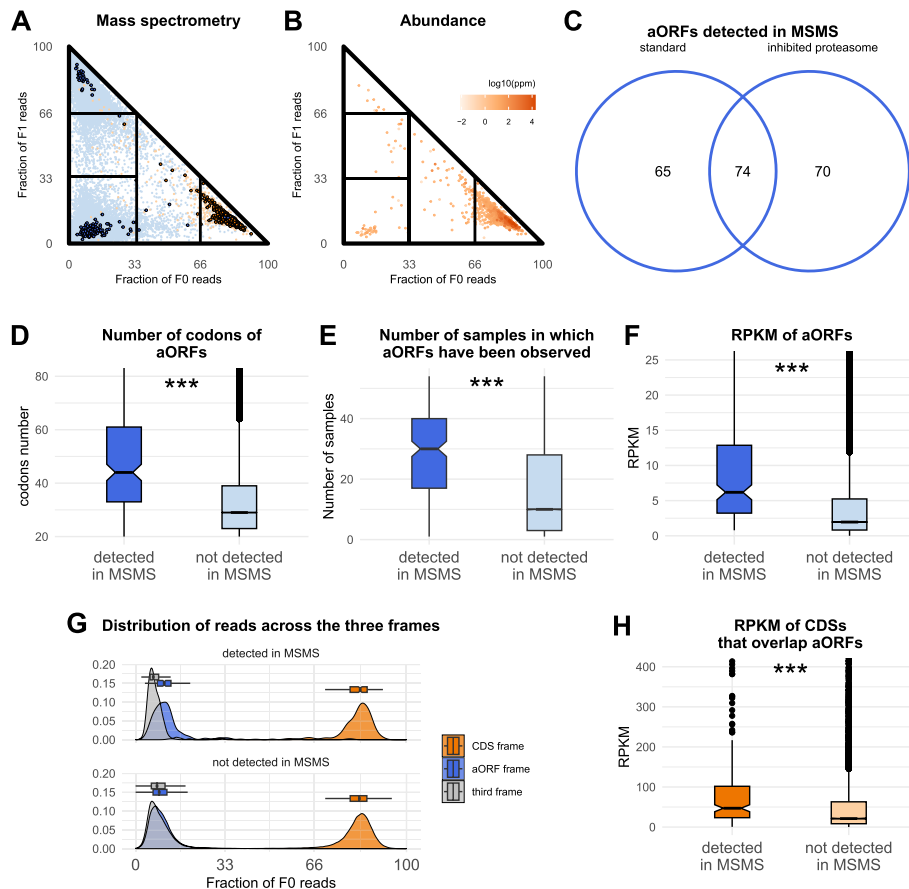 A
Mass spectrometry
100
66
33
0
Fraction of F1 reads
0
33
66
100
Fraction of F0 reads
B
Abundance
log10(ppm)
−2
0
2
4
100
66
33
0
Fraction of F1 reads
0
33
66
100
Fraction of F0 reads
C
aORFs detected in MSMS
standard
inhibited proteasome
65
74
70
D
Number of codons of
aORFs
***
80
60
40
20
codons number
detected
in MSMS
not detected
in MSMS
E
Number of samples in which
aORFs have been observed
***
40
20
0
Number of samples
detected
in MSMS
not detected
in MSMS
F
RPKM of aORFs
***
25
20
15
10
5
0
RPKM
detected
in MSMS
not detected
in MSMS
G
Distribution of reads across the three frames
detected in MSMS
0.20
0.15
0.10
0.05
0.00
not detected in MSMS
0.20
0.15
0.10
0.05
0.00
0
33
66
100
Fraction of F0 reads
CDS frame
aORF frame
third frame
H
RPKM of CDSs
that overlap aORFs
***
400
300
200
100
0
RPKM
detected
in MSMS
not detected
in MSMS